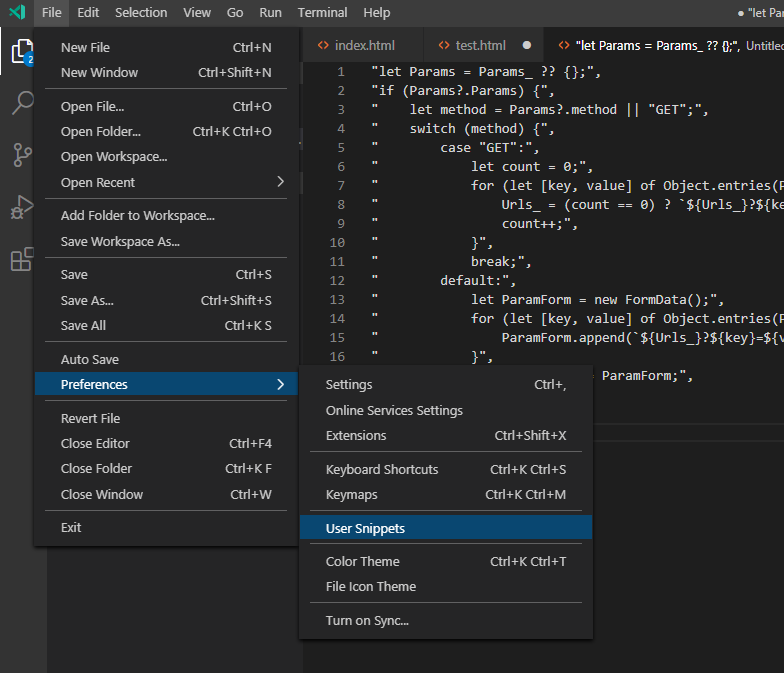 File Edit Selection View Go Run Terminal Help ● "let Pa
2
New File Ctrl+N
New Window Ctrl+Shift+N
Open File... Ctrl+O
Open Folder... Ctrl+K Ctrl+O
Open Workspace...
Open Recent
Add Folder to Workspace...
Save Workspace As...
Save Ctrl+S
Save As... Ctrl+Shift+S
Save All Ctrl+K S
Auto Save
Preferences
Revert File
Close Editor Ctrl+F4
Close Folder Ctrl+K F
Close Window Ctrl+W
Exit
index.html test.html ● "let Params = Params_ ?? {};", Untitled
1 "let Params = Params_ ?? {};",
2 "if (Params?.Params) {",
3 "    let method = Params?.method || "GET";",
4 "    switch (method) {",
5 "        case "GET":",
6 "            let count = 0;",
7 "            for (let [key, value] of Object.entries(P
8 "                Urls_ = (count == 0) ? `${Urls_}?${ke
9 "                count++;",
10 "            }",
11 "            break;",
12 "        default:",
13 "            let ParamForm = new FormData();",
14 "            for (let [key, value] of Object.entries(P
15 "                ParamForm.append(`${Urls_}?${key}=${v
16 "            }",
ParamForm;",
Settings Ctrl+,
Online Services Settings
Extensions Ctrl+Shift+X
Keyboard Shortcuts Ctrl+K Ctrl+S
Keymaps Ctrl+K Ctrl+M
User Snippets
Color Theme Ctrl+K Ctrl+T
File Icon Theme
Turn on Sync...